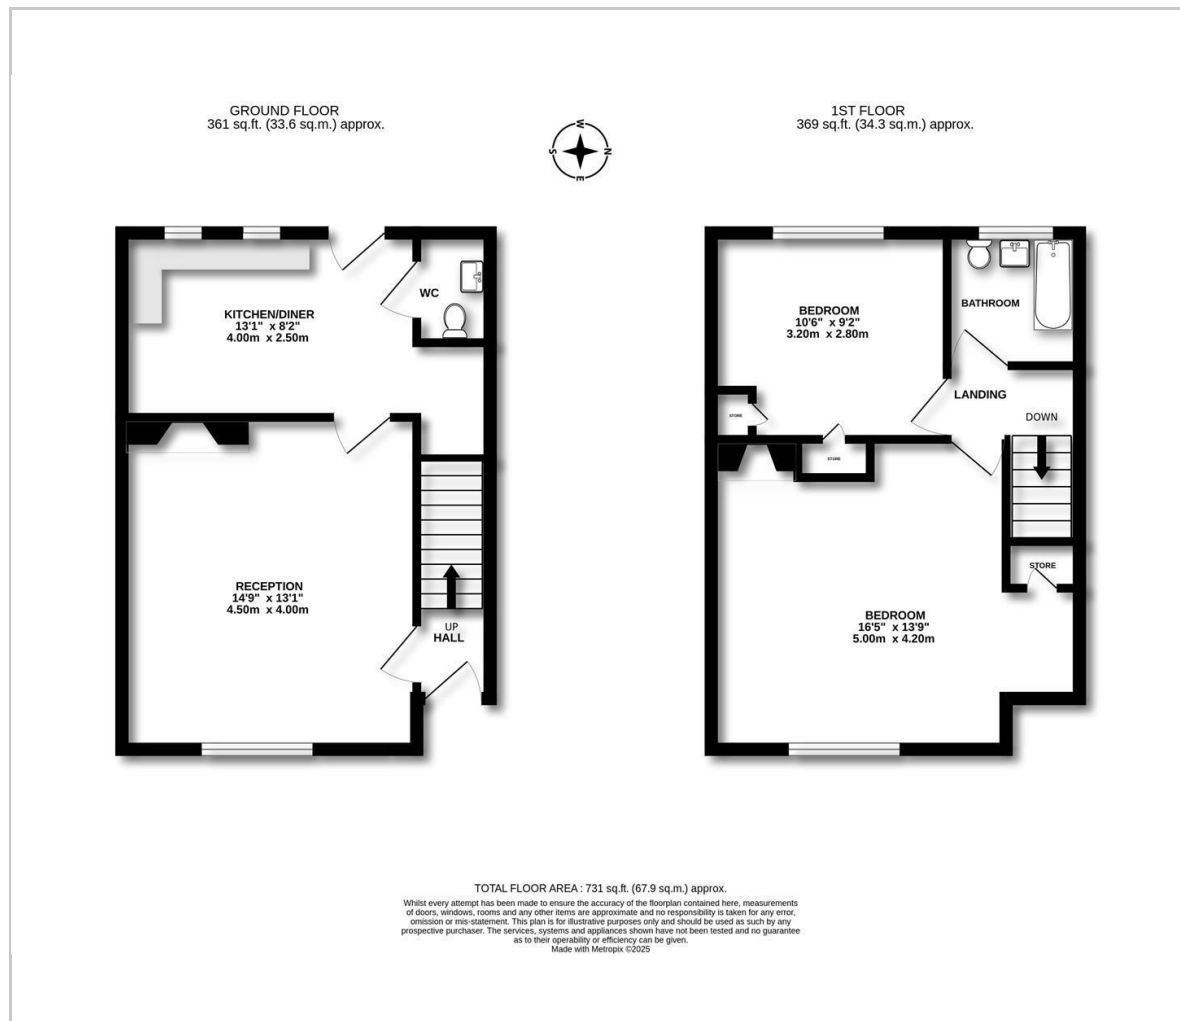 GROUND FLOOR
361 sq.ft. (33.6 sq.m.) approx.
1ST FLOOR
369 sq.ft. (34.3 sq.m.) approx.
W
S
N
E
KITCHEN/DINER
13'1" x 8'2"
4.00m x 2.50m
WC
RECEPTION
14'9" x 13'1"
4.50m x 4.00m
UP
HALL
BEDROOM
10'6" x 9'2"
3.20m x 2.80m
BATHROOM
LANDING
DOWN
STORE
STORE
STORE
BEDROOM
16'5" x 13'9"
5.00m x 4.20m
TOTAL FLOOR AREA : 731 sq.ft. (67.9 sq.m.) approx.
Whilst every attempt has been made to ensure the accuracy of the floorplan contained here, measurements
of doors, windows, rooms and any other items are approximate and no responsibility is taken for any error,
omission or mis-statement. This plan is for illustrative purposes only and should be used as such by any
prospective purchaser. The services, systems and appliances shown have not been tested and no guarantee
as to their operability or efficiency can be given.
Made with Metropix ©2025